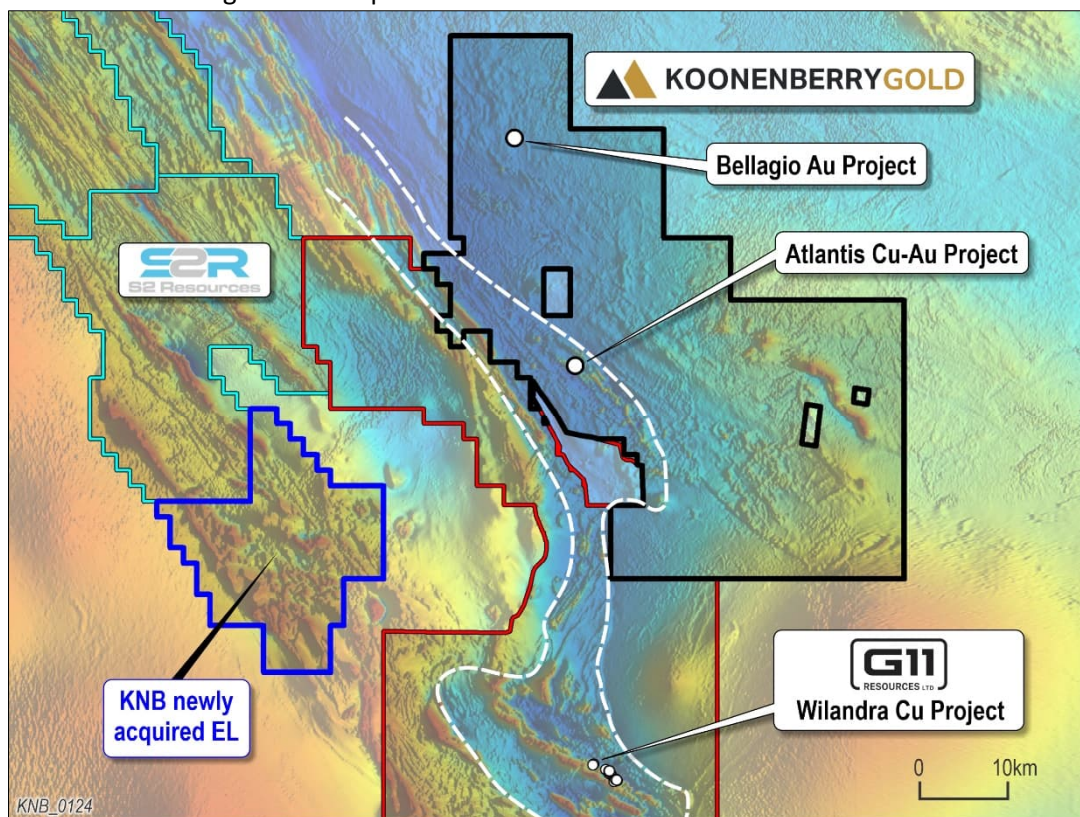 KOONENBERRYGOLD
Bellagio Au Project
Atlantis Cu-Au Project
S2R
S2 Resources
KNB newly
acquired EL
G11
RESOURCES LTD
Wilandra Cu Project
0 10km
KNB_0124